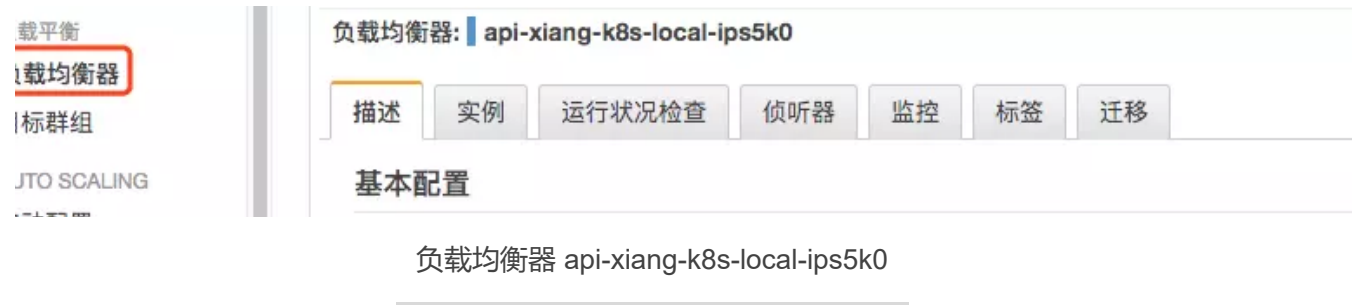 载平衡
负载均衡器: api-xiang-k8s-local-ips5k0
载均衡器
标群组
描述 实例 运行状况检查 侦听器 监控 标签 迁移
UTO SCALING
基本配置
负载均衡器 api-xiang-k8s-local-ips5k0